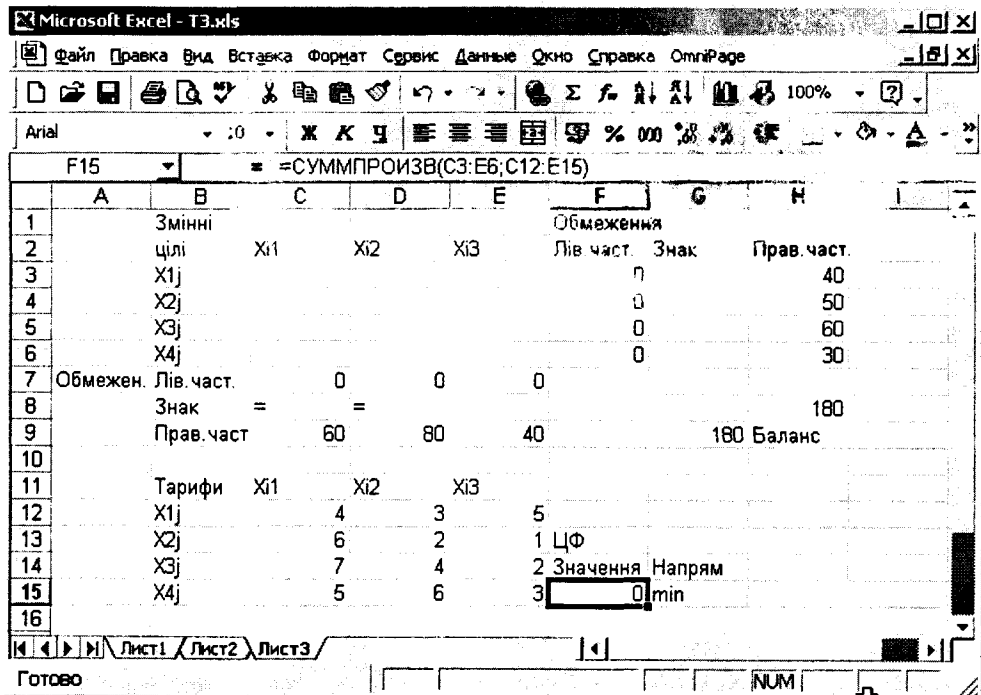 Microsoft Excel - T3.xls
Файл Правка Вид Вставка Формат Сервис Данные Окно Справка OmniPage
100%
Arial 10 Ж К Ч % 000
F15 = =СУММПРОИЗВ(C3:E6;C12:E15)
A B C D E F G H I
1 Змінні Обмеження
2 цілі Xi1 Xi2 Xi3 Лів.част. Знак Прав.част.
3 X1j 0 40
4 X2j 0 50
5 X3j 0 60
6 X4j 0 30
7 Обмежен. Лів.част. 0 0 0
8 Знак = = 180
9 Прав.част 60 80 40 180 Баланс
10
11 Тарифи Xi1 Xi2 Xi3
12 X1j 4 3 5
13 X2j 6 2 1 ЦФ
14 X3j 7 4 2 Значення Напрям
15 X4j 5 6 3 0 min
16
Лист1 Лист2 Лист3
Готово NUM